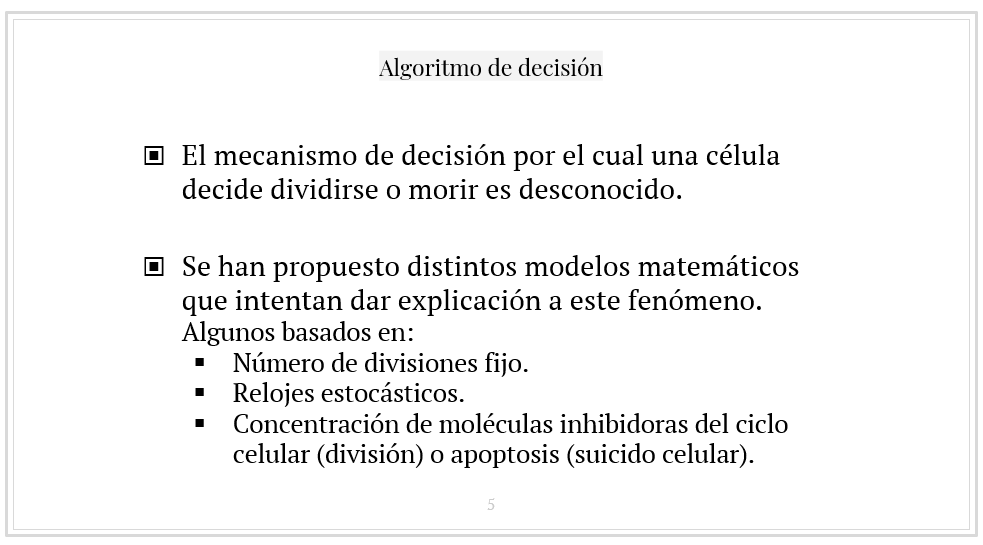 Algoritmo de decisión
El mecanismo de decisión por el cual una célula
decide dividirse o morir es desconocido.
Se han propuesto distintos modelos matemáticos
que intentan dar explicación a este fenómeno.
Algunos basados en:
Número de divisiones fijo.
Relojes estocásticos.
Concentración de moléculas inhibidoras del ciclo
celular (división) o apoptosis (suicido celular).
5